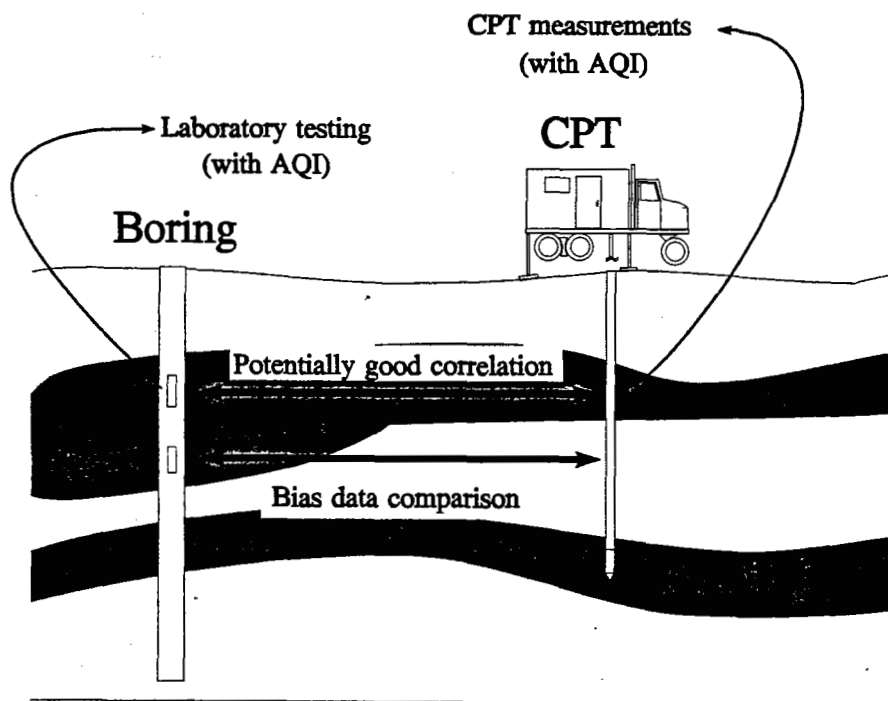 CPT measurements
(with AQI)
Laboratory testing
(with AQI)
CPT
Boring
Potentially good correlation
Bias data comparison